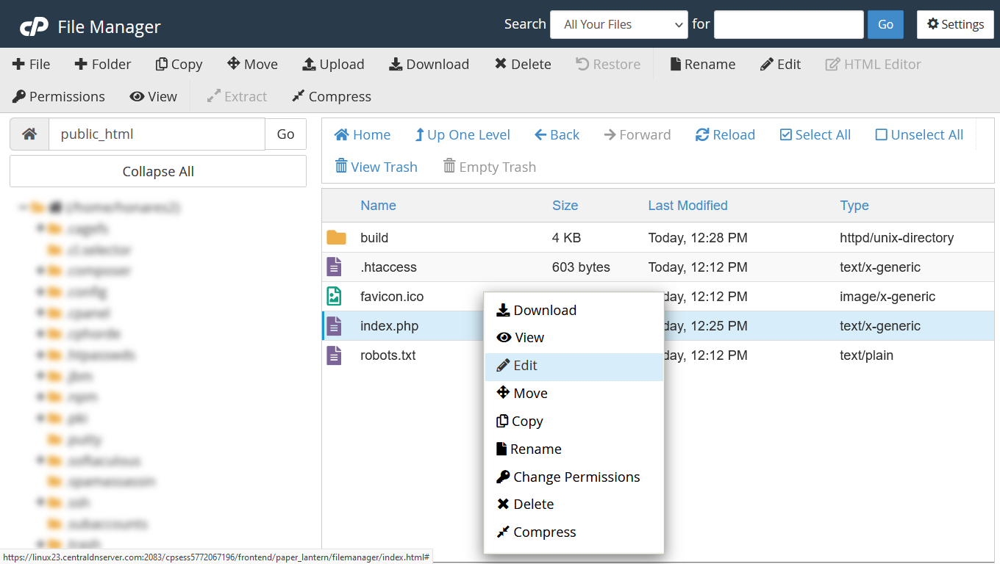 cP File Manager Search All Your Files for Go Settings
File Folder Copy Move Upload Download Delete Restore Rename Edit HTML Editor
Permissions View Extract Compress
public_html Go
Collapse All
Home Up One Level Back Forward Reload Select All Unselect All
View Trash Empty Trash
Name Size Last Modified Type
build 4 KB Today, 12:28 PM httpd/unix-directory
.htaccess 603 bytes Today, 12:12 PM text/x-generic
favicon.ico day, 12:12 PM image/x-generic
index.php day, 12:25 PM text/x-generic
robots.txt day, 12:12 PM text/plain
Download
View
Edit
Move
Copy
Rename
Change Permissions
Delete
Compress
https://linux23.centraldnserver.com:2083/cpsess5772067196/frontend/paper_lantern/filemanager/index.html#